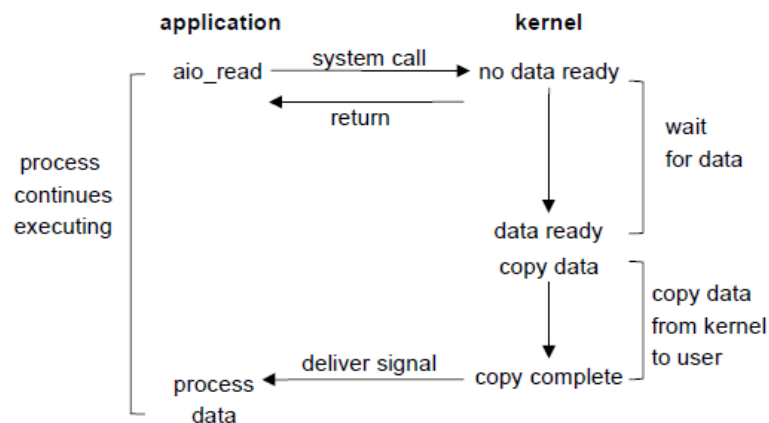 application kernel
aio_read system call no data ready
return
wait
for data
process
continues
executing
data ready
copy data
copy data
from kernel
to user
deliver signal copy complete
process
data